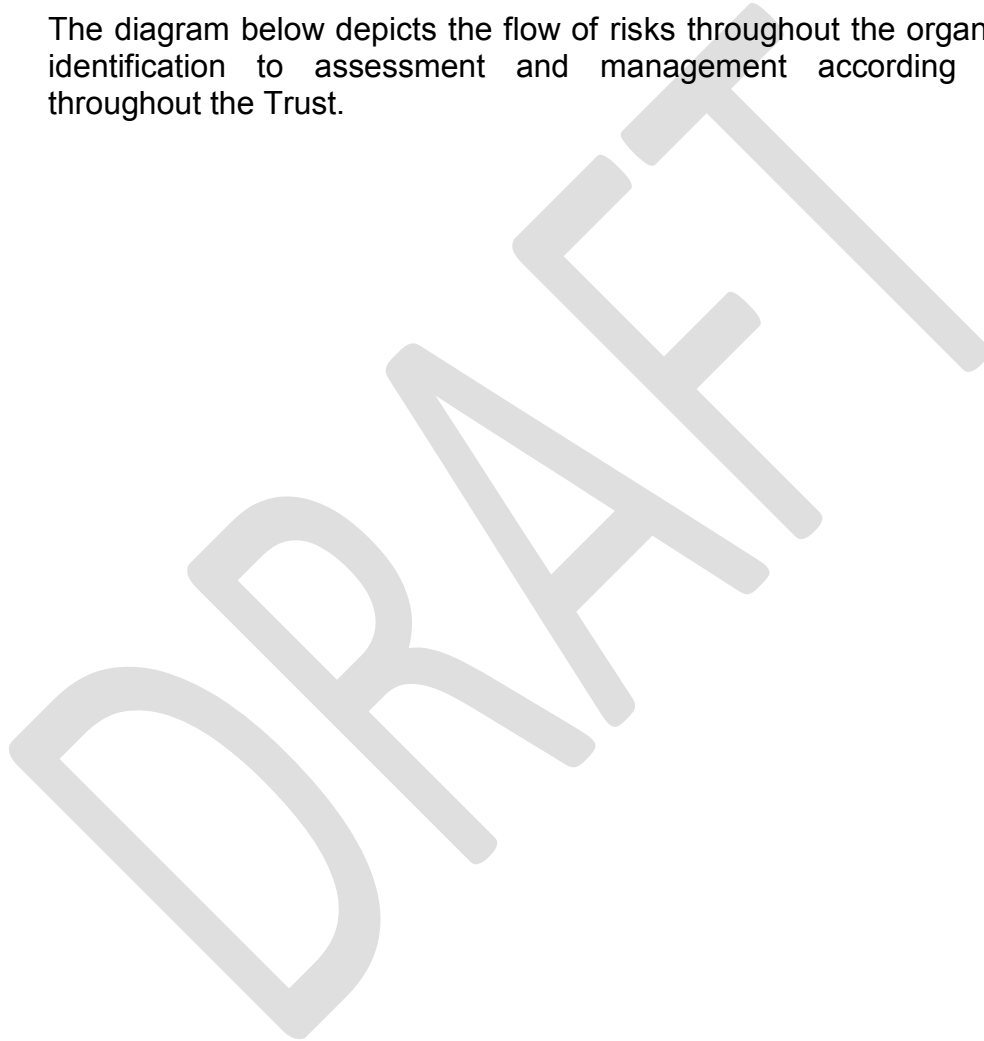 The diagram below depicts the flow of risks throughout the organ
identification to assessment and management according
throughout the Trust.
DRAFT